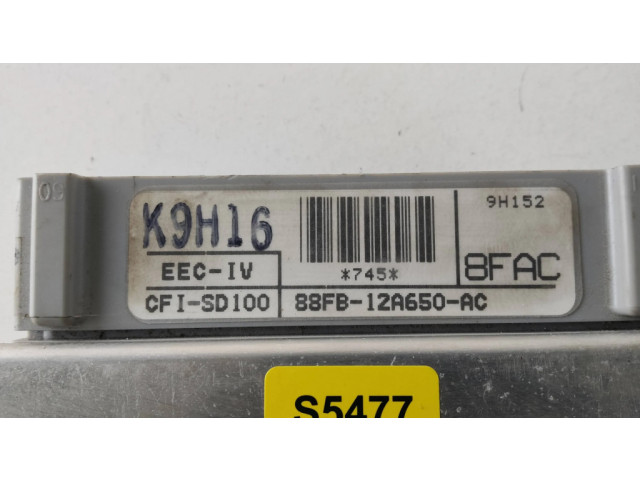 K9H16
9H152
EEC-IV
*745*
8FAC
CFI-SD100
88FB-12A650-AC
S5477